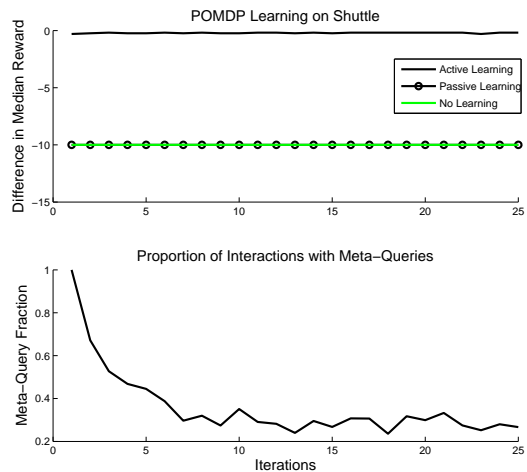 POMDP Learning on Shuttle
Difference in Median Reward
0
−5
−10
−15
0 5 10 15 20 25
Active Learning
Passive Learning
No Learning
Proportion of Interactions with Meta−Queries
Meta−Query Fraction
1
0.8
0.6
0.4
0.2
0 5 10 15 20 25
Iterations